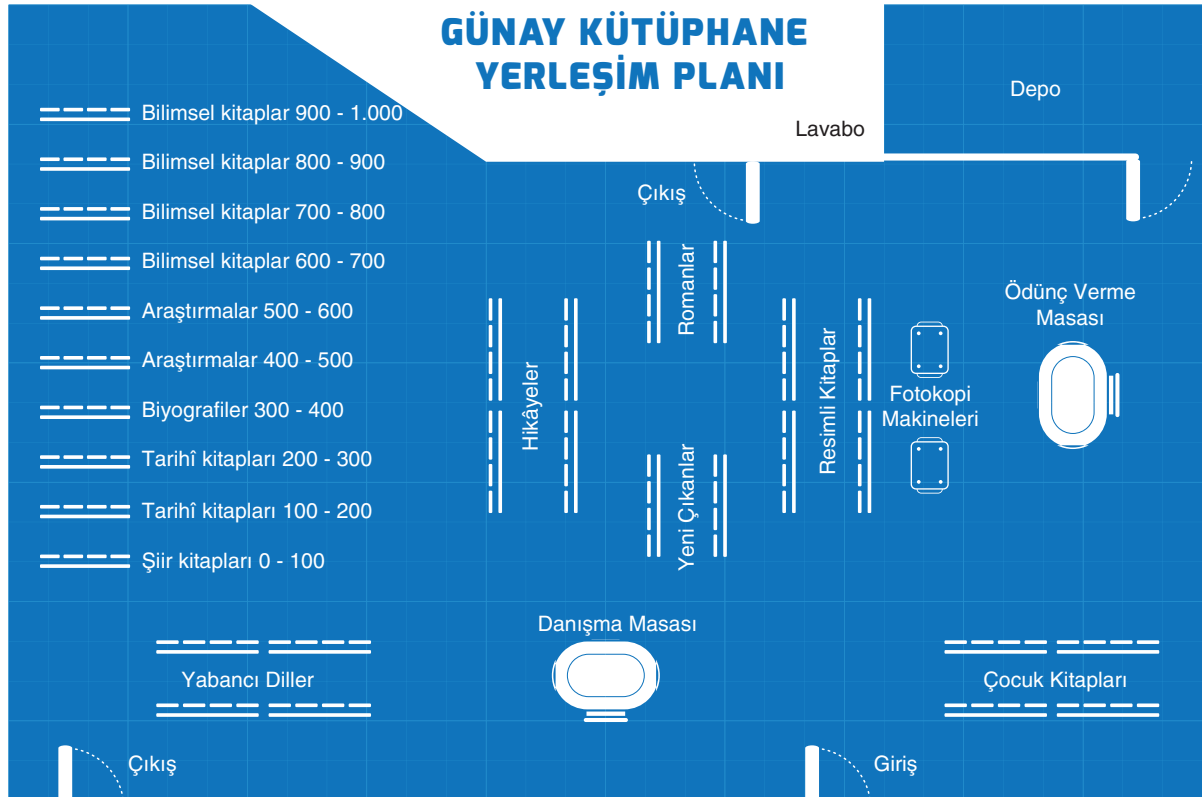 GÜNAY KÜTÜPHANE
YERLEŞİM PLANI
Depo
Lavabo
Bilimsel kitaplar 900 - 1.000
Bilimsel kitaplar 800 - 900
Bilimsel kitaplar 700 - 800
Bilimsel kitaplar 600 - 700
Araştırmalar 500 - 600
Araştırmalar 400 - 500
Biyografiler 300 - 400
Tarihî kitapları 200 - 300
Tarihî kitapları 100 - 200
Şiir kitapları 0 - 100
Çıkış
Romanlar
Hikâyeler
Yeni Çıkanlar
Resimli Kitaplar
Fotokopi
Makineleri
Ödünç Verme
Masası
Danışma Masası
Yabancı Diller
Çocuk Kitapları
Çıkış
Giriş